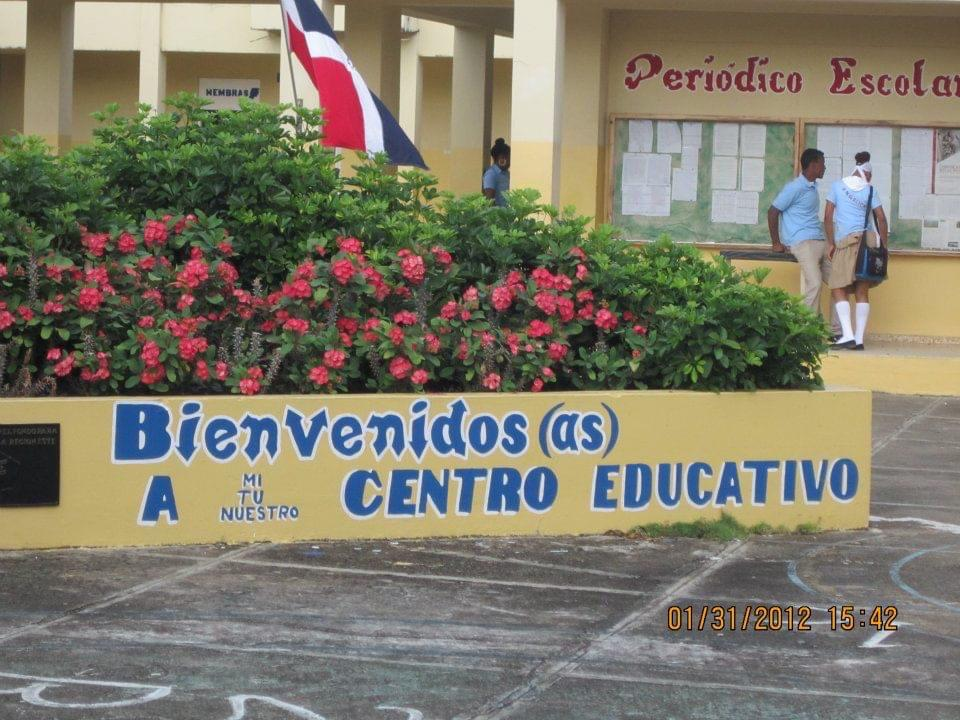 MEMBRAS
Periódico Escolar
Bienvenidos (as)
A MI TU NUESTRO CENTRO EDUCATIVO
01/31/2012 15:42